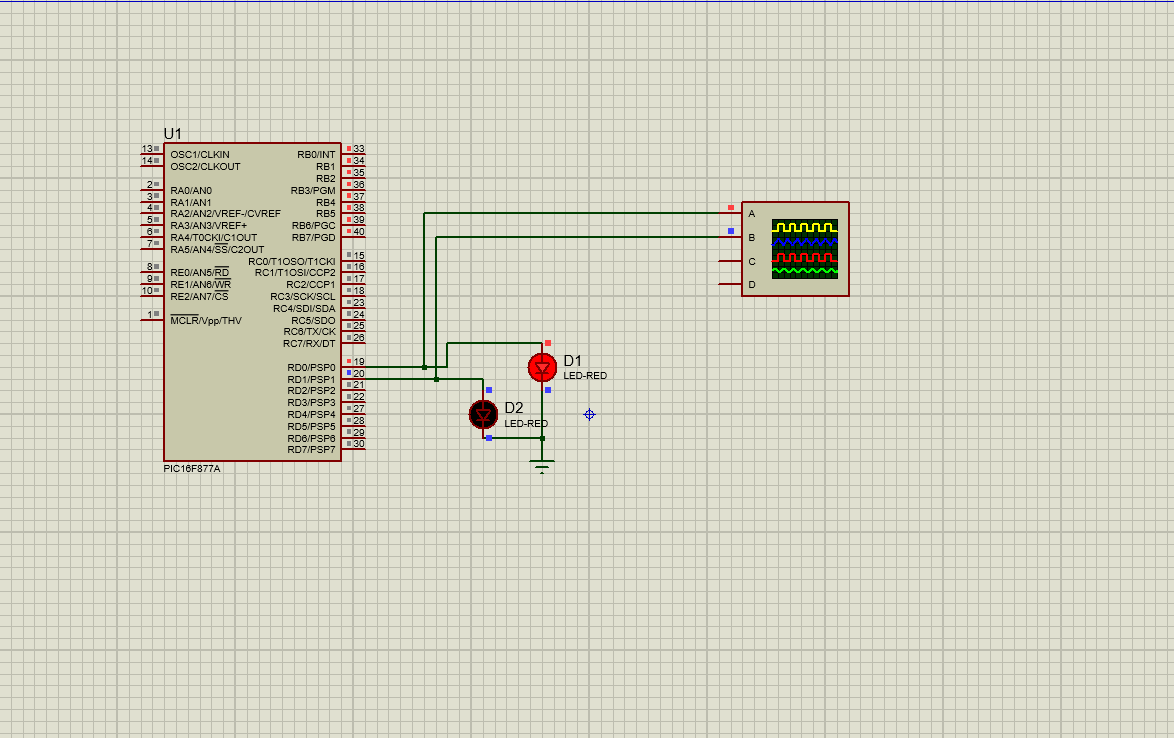 U1
13 OSC1/CLKIN RB0/INT 33
14 OSC2/CLKOUT RB1 34
RB2 35
2 RA0/AN0 RB3/PGM 36
3 RA1/AN1 RB4 37
4 RA2/AN2/VREF-/CVREF RB5 38
5 RA3/AN3/VREF+ RB6/PGC 39
6 RA4/T0CKI/C1OUT RB7/PGD 40
7 RA5/AN4/SS/C2OUT
RC0/T1OSO/T1CKI 15
8 RE0/AN5/RD RC1/T1OSI/CCP2 16
9 RE1/AN6/WR RC2/CCP1 17
10 RE2/AN7/CS RC3/SCK/SCL 18
RC4/SDI/SDA 23
1 MCLR/Vpp/THV RC5/SDO 24
RC6/TX/CK 25
RC7/RX/DT 26
RD0/PSP0 19
RD1/PSP1 20
RD2/PSP2 21
RD3/PSP3 22
RD4/PSP4 27
RD5/PSP5 28
RD6/PSP6 29
RD7/PSP7 30
PIC16F877A
A
B
C
D
D1
LED-RED
D2
LED-RED